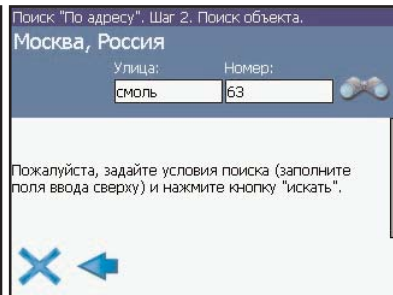 Поиск "По адресу". Шаг 2. Поиск объекта.
Москва, Россия
Улица: Номер:
смоль 63
Пожалуйста, задайте условия поиска (заполните
поля ввода сверху) и нажмите кнопку "искать".